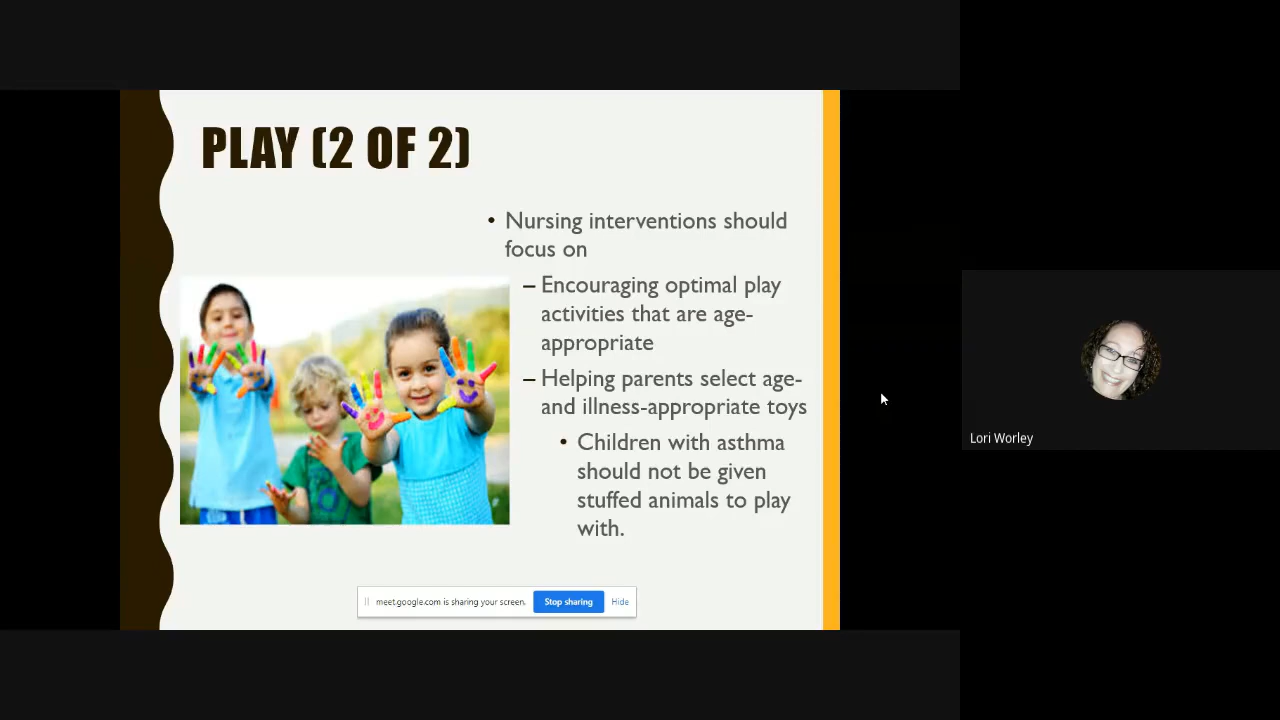 PLAY (2 OF 2)
• Nursing interventions should
focus on
– Encouraging optimal play
activities that are age-
appropriate
– Helping parents select age-
and illness-appropriate toys
• Children with asthma
should not be given
stuffed animals to play
with.
meet.google.com is sharing your screen.
Stop sharing
Hide
Lori Worley